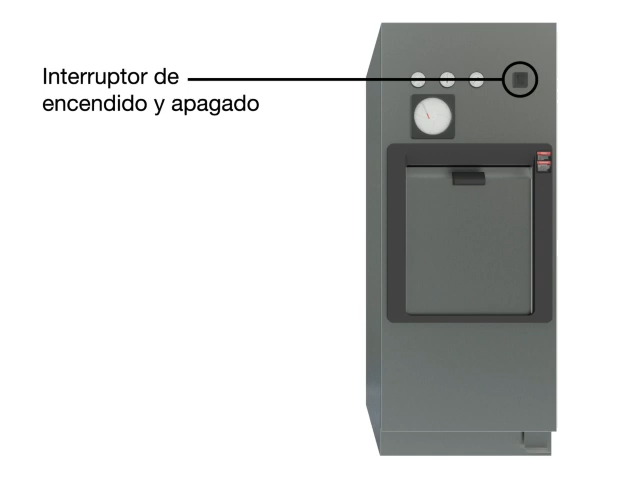 Interruptor de
encendido y apagado